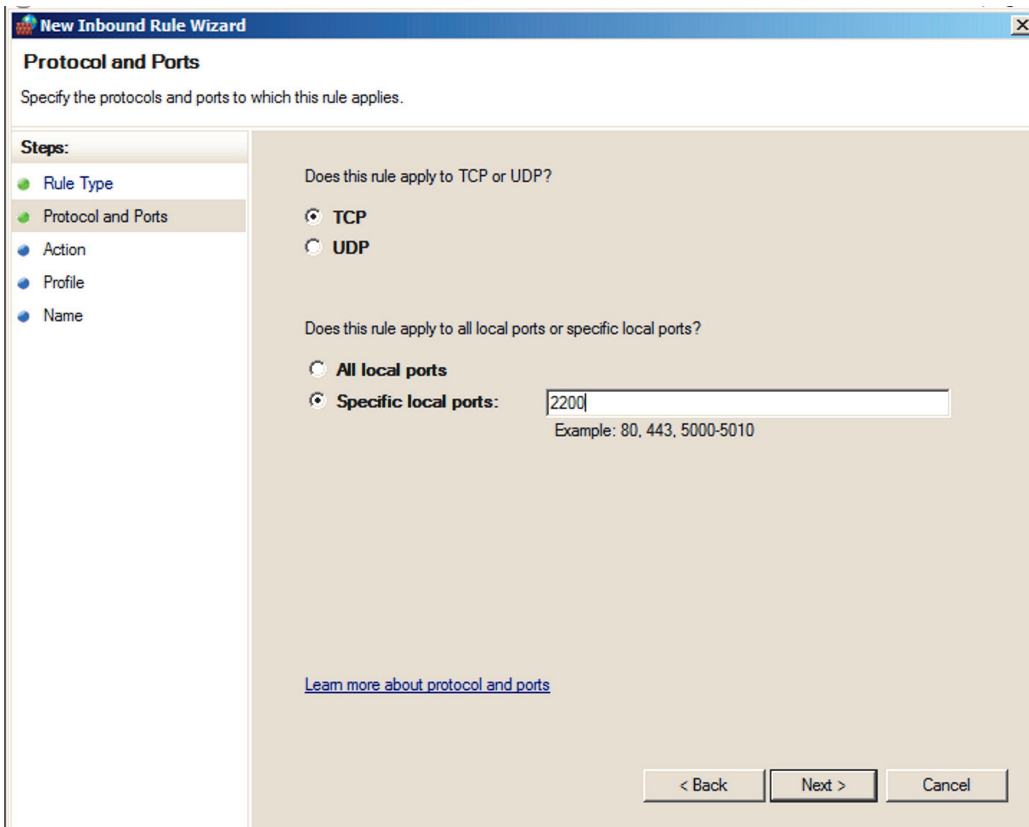 New Inbound Rule Wizard
Protocol and Ports
Specify the protocols and ports to which this rule applies.
Steps:
Rule Type
Protocol and Ports
Action
Profile
Name
Does this rule apply to TCP or UDP?
TCP
UDP
Does this rule apply to all local ports or specific local ports?
All local ports
Specific local ports: 2200
Example: 80, 443, 5000-5010
Learn more about protocol and ports
< Back Next > Cancel